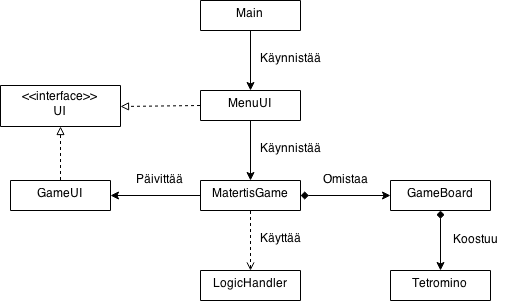 Main
Käynnistää
<<interface>>
UI
MenuUI
Käynnistää
Päivittää
Omistaa
GameUI
MatertisGame
GameBoard
Käyttää
Koostuu
LogicHandler
Tetromino